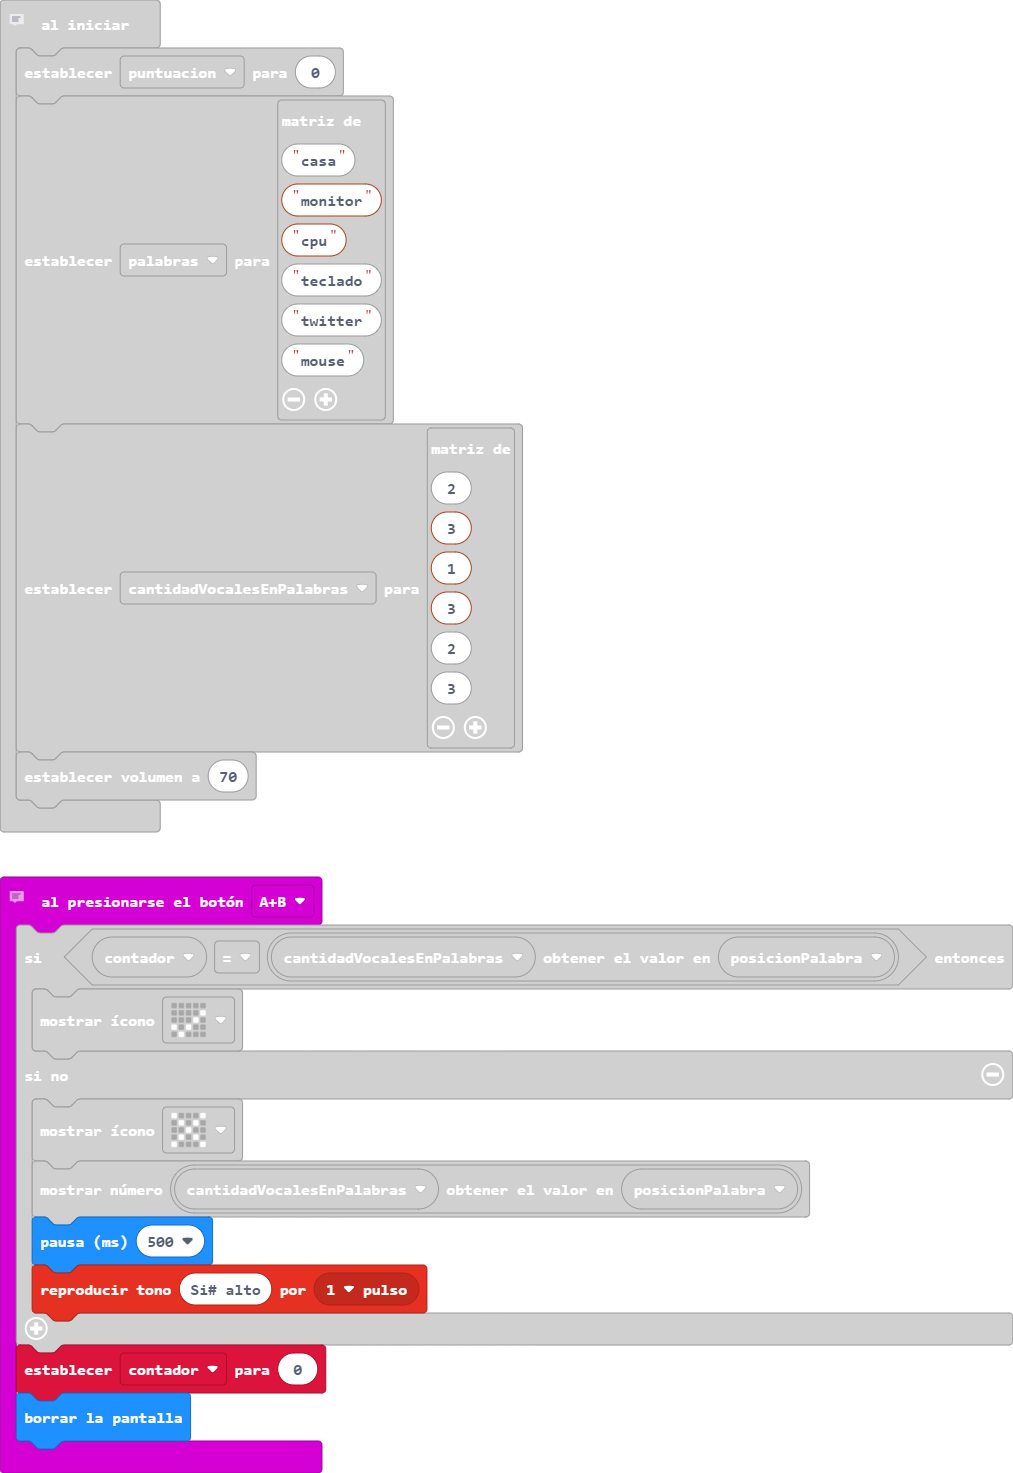 al iniciar
establecer puntuacion para 0
matriz de
"casa"
"monitor"
"cpu"
establecer palabras para
"teclado"
"twitter"
"mouse"
matriz de
2
3
1
establecer cantidadVocalesEnPalabras para
3
2
3
establecer volumen a 70
al presionarse el botón A+B
si contador = cantidadVocalesEnPalabras obtener el valor en posicionPalabra entonces
mostrar ícono
si no
mostrar ícono
mostrar número cantidadVocalesEnPalabras obtener el valor en posicionPalabra
pausa (ms) 500
reproducir tono Si# alto por 1 pulso
establecer contador para 0
borrar la pantalla